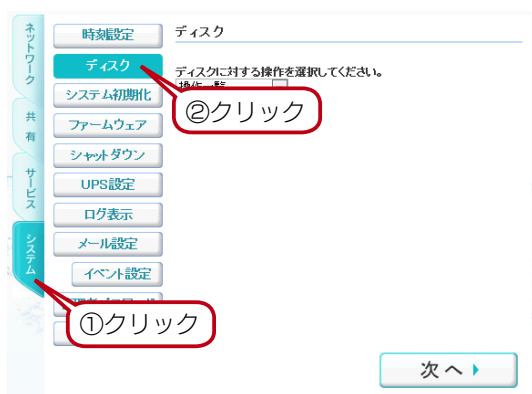 ネットワーク
共有
サービス
システム
時刻設定
ディスク
システム初期化
ファームウェア
シャットダウン
UPS設定
ログ表示
メール設定
イベント設定
ディスク
ディスクに対する操作を選択してください。
操作一覧
②クリック
①クリック
次へ